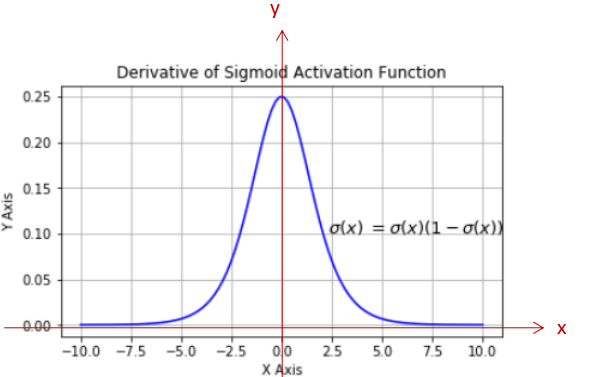 y
Derivative of Sigmoid Activation Function
0.25
0.20
0.15
0.10
0.05
0.00
Y Axis
σ(x) = σ(x)(1 − σ(x))
x
−10.0 −7.5 −5.0 −2.5 0.0 2.5 5.0 7.5 10.0
X Axis